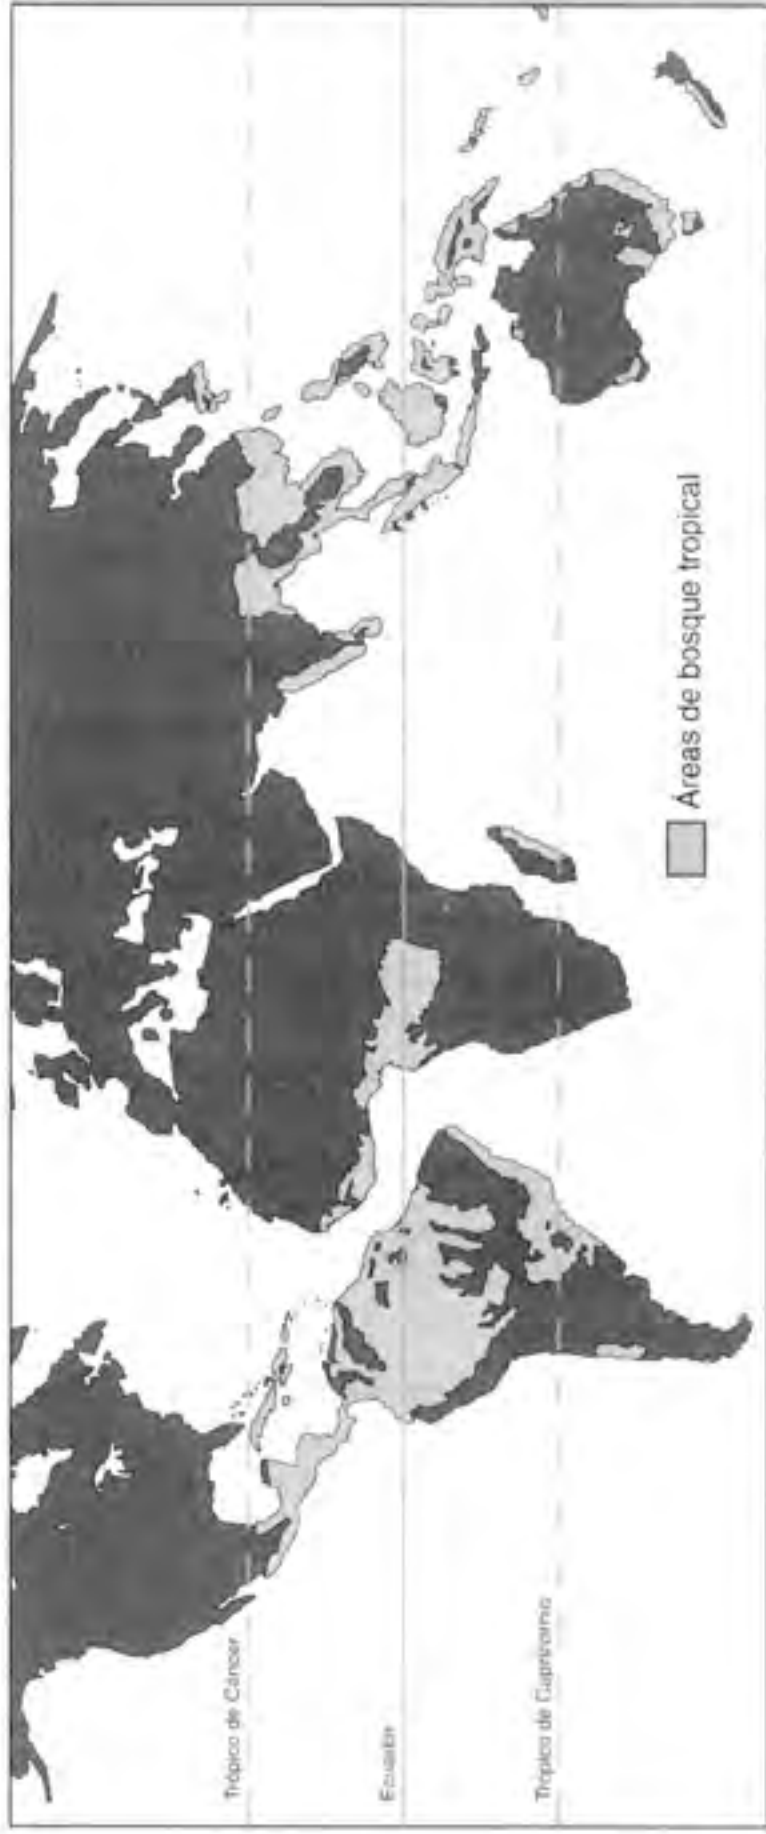 Trópico de Cáncer
Ecuador
Trópico de Capricornio
Áreas de bosque tropical